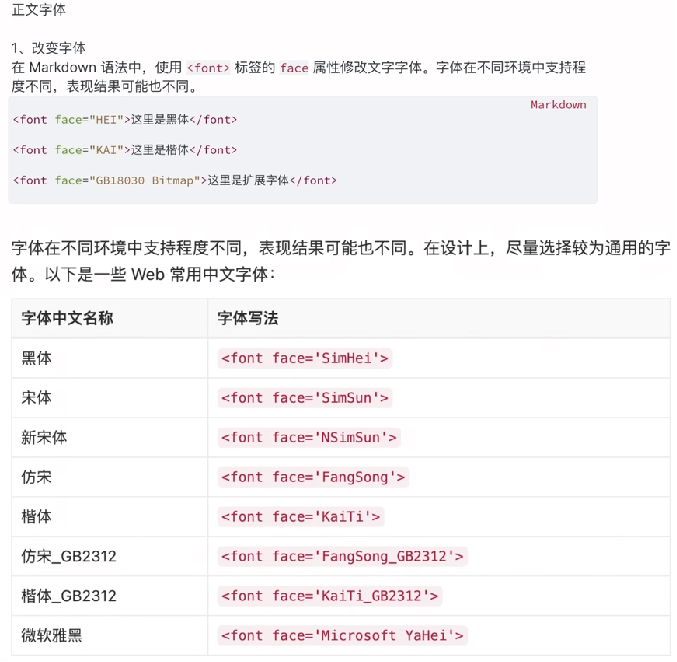 正文字体
1、改变字体
在 Markdown 语法中，使用 <font> 标签的 face 属性修改文字字体。字体在不同环境中支持程
度不同，表现结果可能也不同。
Markdown
<font face="HEI">这里是黑体</font>
<font face="KAI">这里是楷体</font>
<font face="GB18030 Bitmap">这里是扩展字体</font>
字体在不同环境中支持程度不同，表现结果可能也不同。在设计上，尽量选择较为通用的字
体。以下是一些 Web 常用中文字体：
字体中文名称 字体写法
黑体 <font face='SimHei'>
宋体 <font face='SimSun'>
新宋体 <font face='NSimSun'>
仿宋 <font face='FangSong'>
楷体 <font face='KaiTi'>
仿宋_GB2312 <font face='FangSong_GB2312'>
楷体_GB2312 <font face='KaiTi_GB2312'>
微软雅黑 <font face='Microsoft YaHei'>